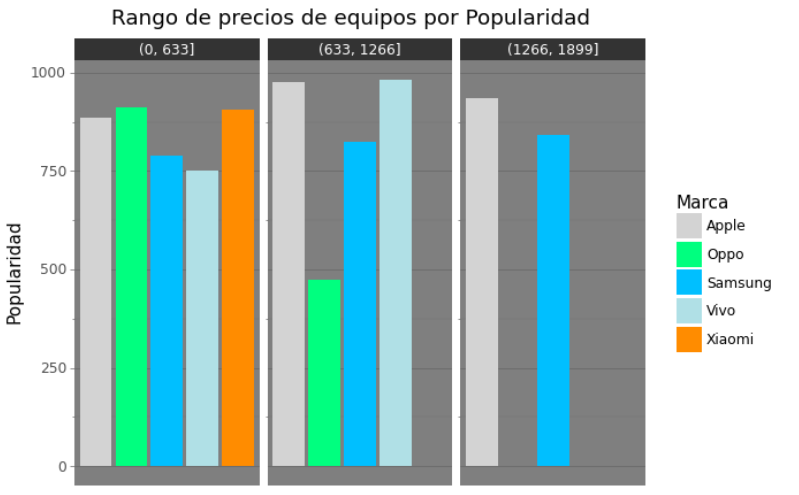 Rango de precios de equipos por Popularidad
(0, 633]
(633, 1266]
(1266, 1899]
1000
750
500
250
0
Popularidad
Marca
Apple
Oppo
Samsung
Vivo
Xiaomi